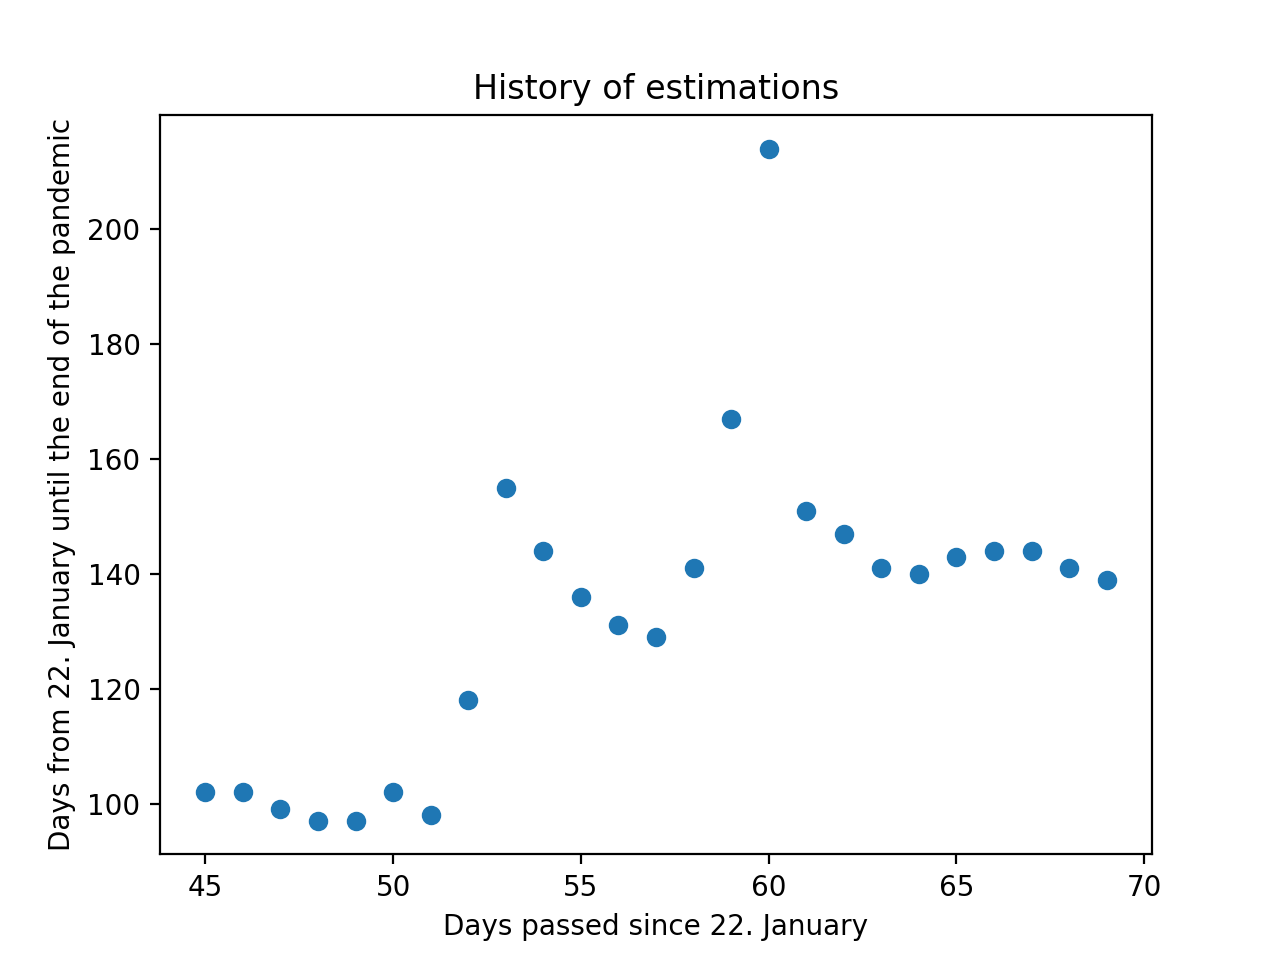 History of estimations
Days from 22. January until the end of the pandemic
200
180
160
140
120
100
45 50 55 60 65 70
Days passed since 22. January